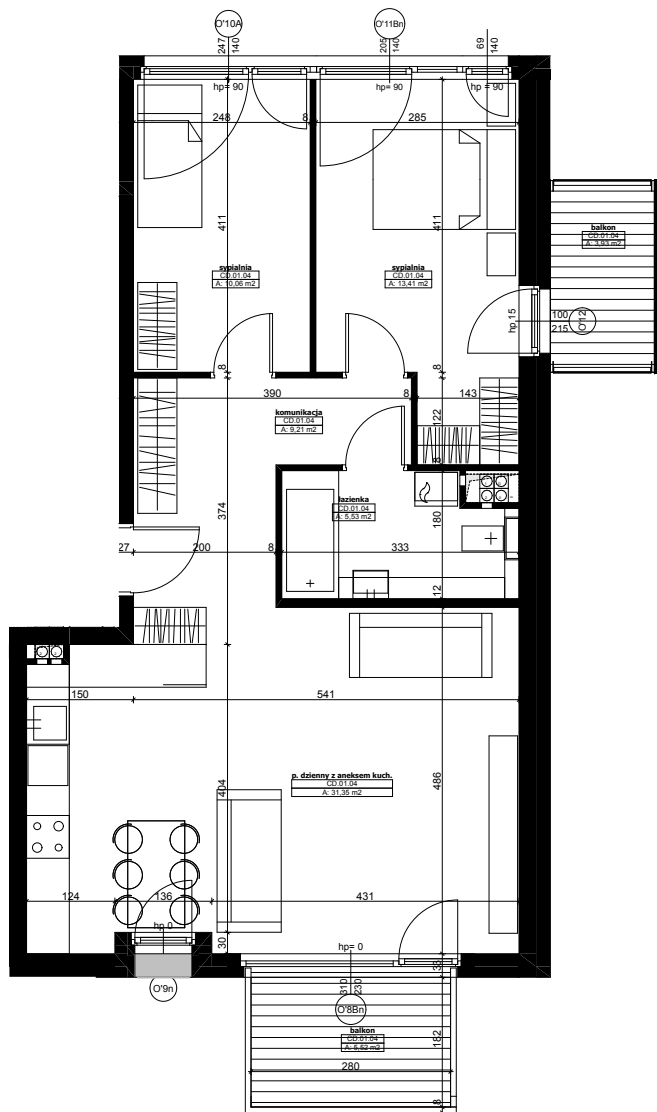 O'10A
O'11Bn
247
140
205
140
69
140
hp= 90
hp= 90
hp = 90
248
8
285
411
411
balkon
CD.01.04
A: 3,93 m2
sypialnia
CD.01.04
A: 10,06 m2
sypialnia
CD.01.04
A: 13,41 m2
hp 15
100
215
O'12
8
8
390
8
143
komunikacja
CD.01.04
A: 9,21 m2
122
8
374
łazienka
CD.01.04
A: 5,53 m2
180
27
200
8
333
12
150
541
p. dzienny z aneksem kuch.
CD.01.04
A: 31,35 m2
404
486
124
136
431
hp 0
30
hp= 0
33
O'9n
310
230
O'8Bn
balkon
CD.01.04
A: 5,52 m2
182
280
8